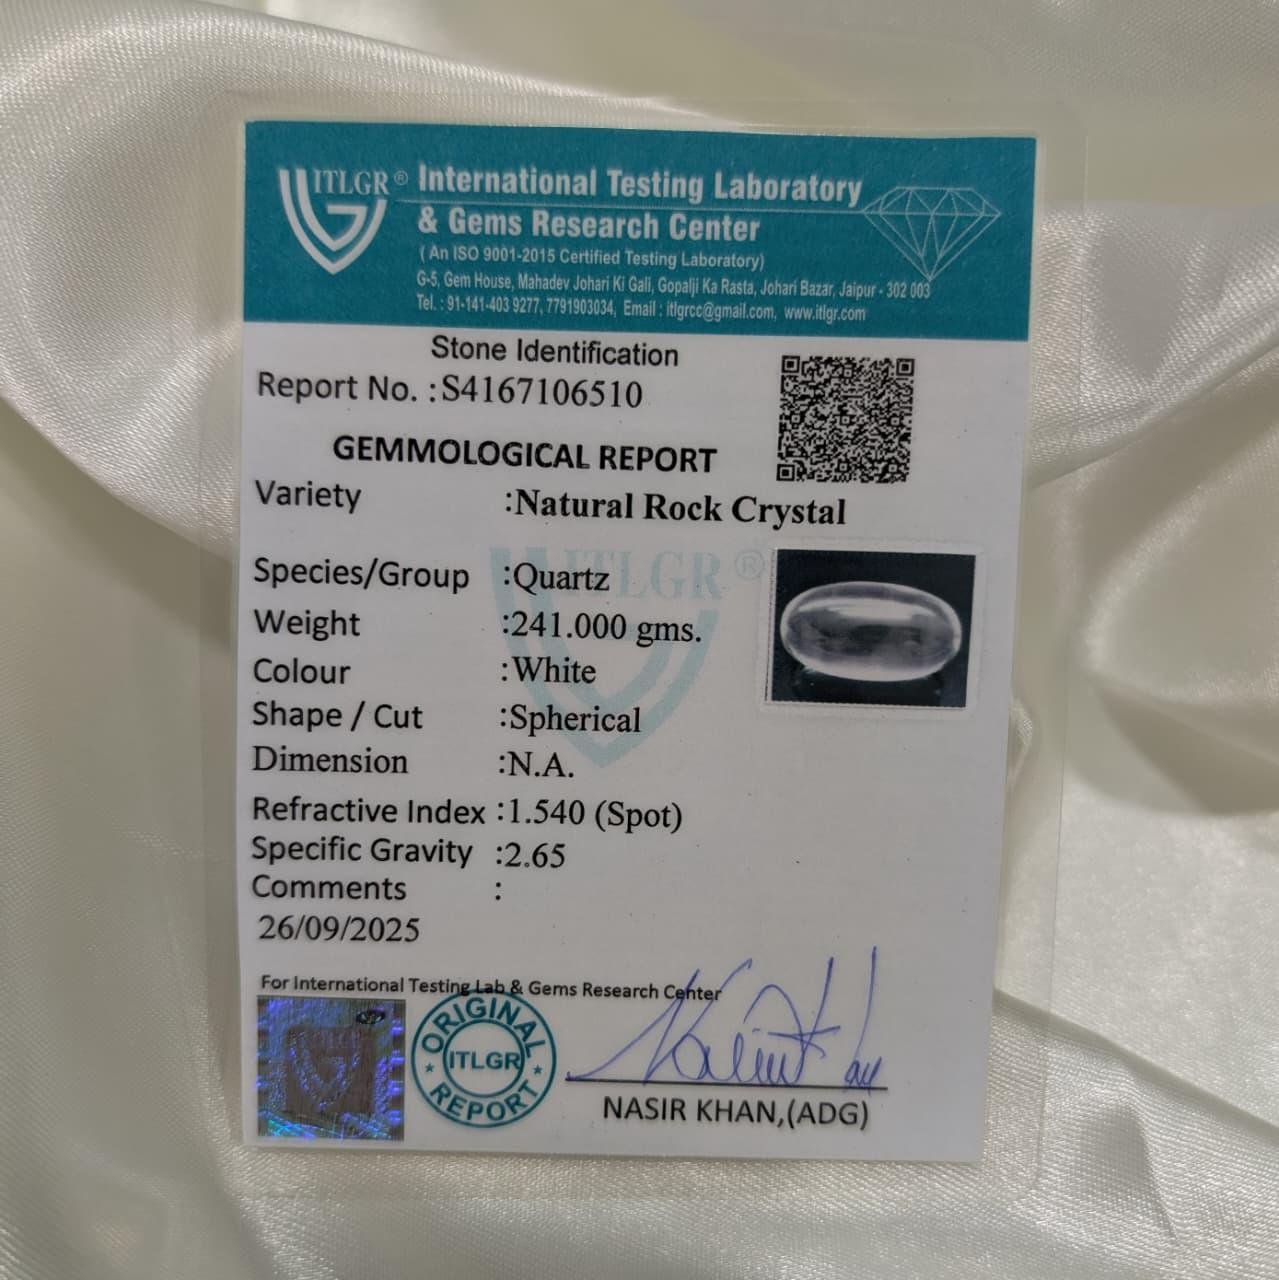 ITLGR®
International Testing Laboratory
& Gems Research Center
( An ISO 9001-2015 Certified Testing Laboratory)
G-5, Gem House, Mahadev Johari Ki Gali, Gopalji Ka Rasta, Johari Bazar, Jaipur - 302 003
Tel. : 91-141-403 9277, 7791903034, Email : itlgrcc@gmail.com, www.itlgr.com
Stone Identification
Report No. :S4167106510
GEMMOLOGICAL REPORT
Variety :Natural Rock Crystal
ITLGR®
Species/Group :Quartz
Weight :241.000 gms.
Colour :White
Shape / Cut :Spherical
Dimension :N.A.
Refractive Index :1.540 (Spot)
Specific Gravity :2.65
Comments :
26/09/2025
For International Testing Lab & Gems Research Center
ORIGINAL
ITLGR
REPORT
NASIR KHAN,(ADG)